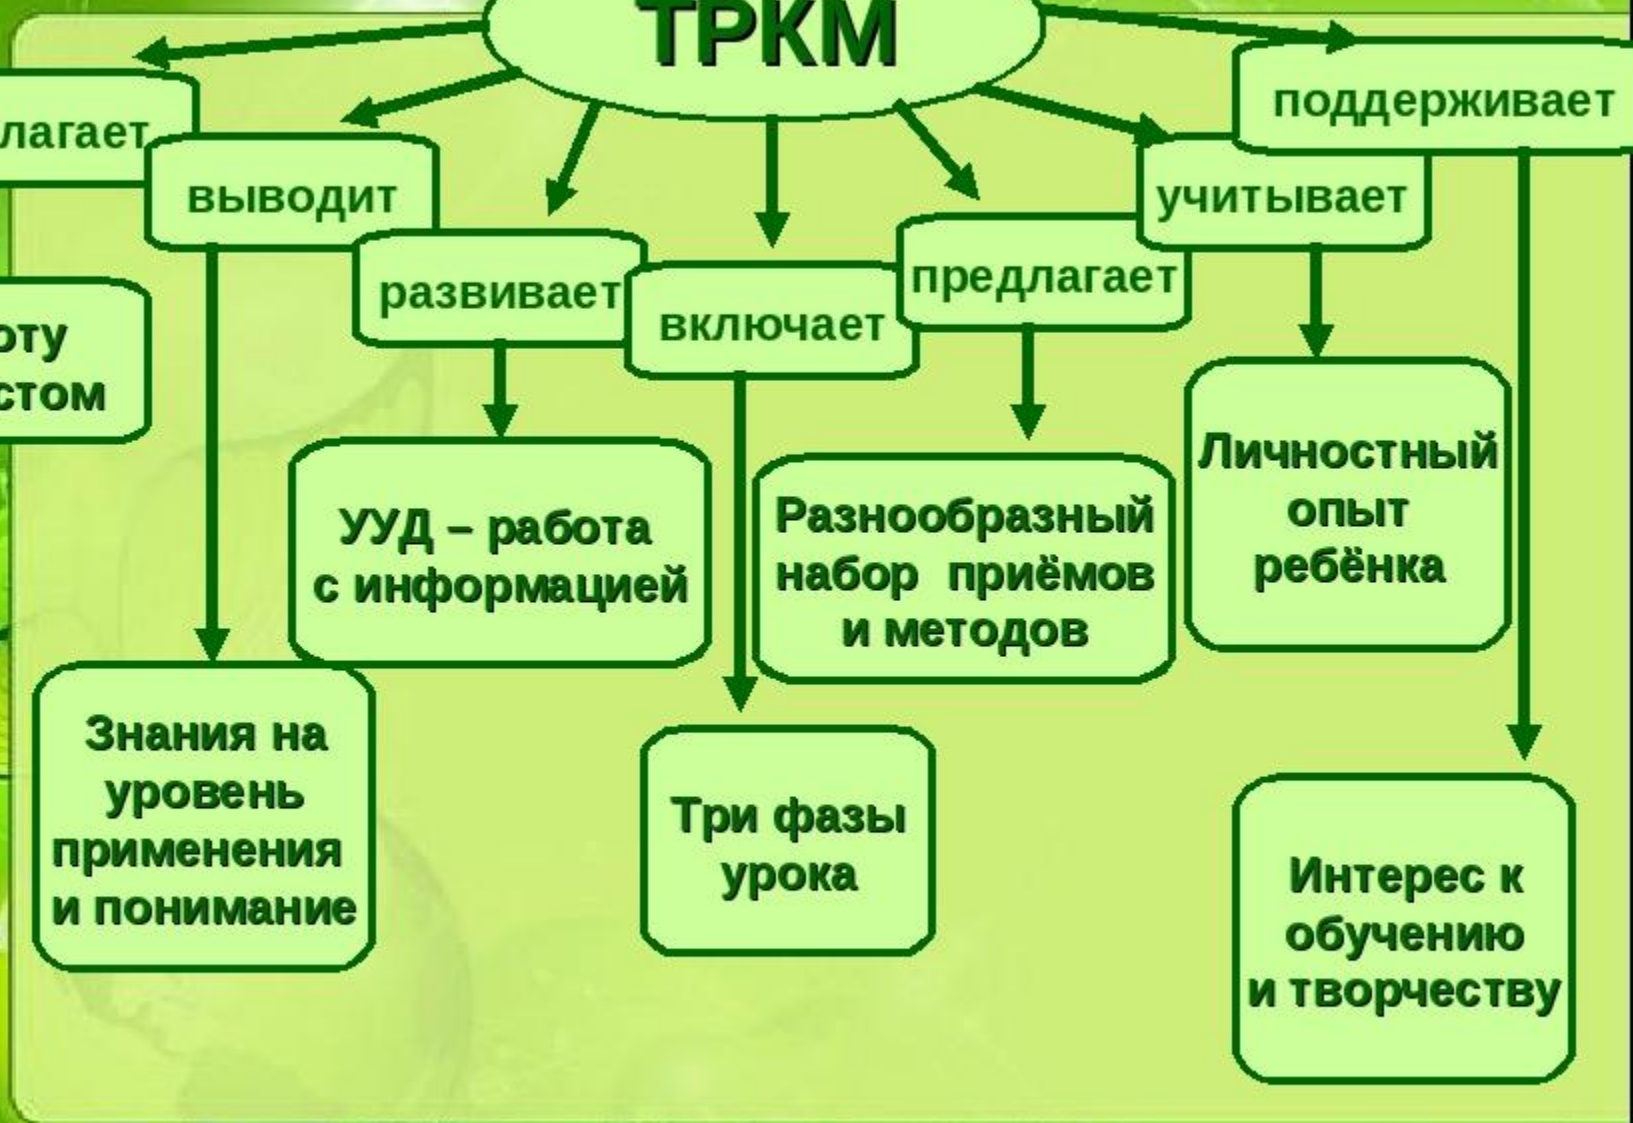 ТРКМ
лагает
выводит
развивает
включает
предлагает
учитывает
поддерживает
оту
стом
УУД – работа
с информацией
Разнообразный
набор приёмов
и методов
Личностный
опыт
ребёнка
Знания на
уровень
применения
и понимание
Три фазы
урока
Интерес к
обучению
и творчеству